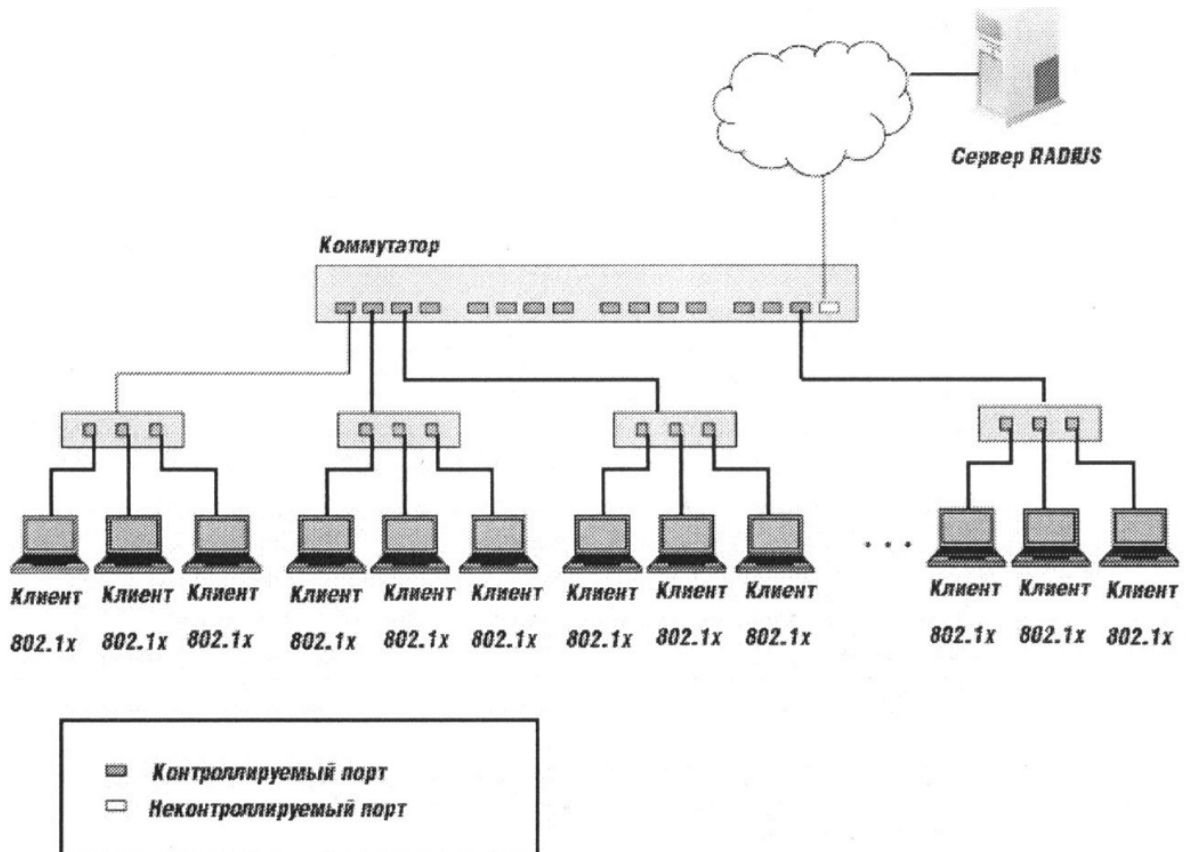 Сервер RADIUS
Коммутатор
Клиент Клиент Клиент Клиент Клиент Клиент Клиент Клиент Клиент Клиент Клиент Клиент
802.1x 802.1x 802.1x 802.1x 802.1x 802.1x 802.1x 802.1x 802.1x 802.1x 802.1x 802.1x
Контроллируемый порт
Неконтроллируемый порт